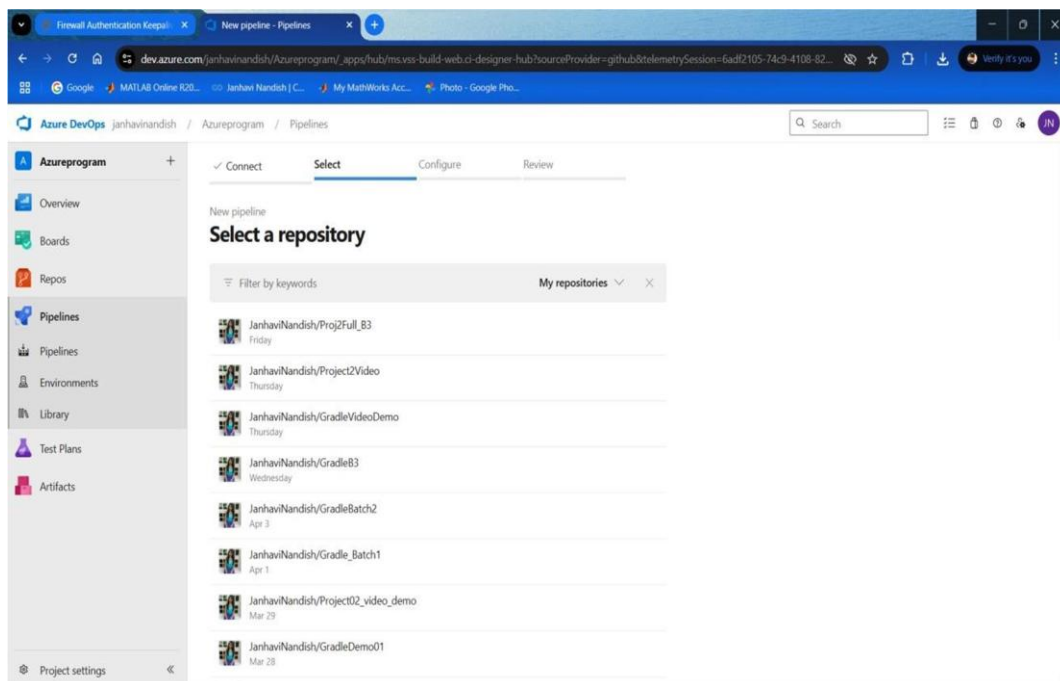 Firewall Authentication Keepali
New pipeline - Pipelines
dev.azure.com/janhavinandish/Azureprogram/_apps/hub/ms.vss-build-web.ci-designer-hub?sourceProvider=github&telemetrySession=6adf2105-74c9-4108-82...
Verify it's you
Google
MATLAB Online R20...
Janhavi Nandish | C...
My MathWorks Acc...
Photo - Google Pho...
Azure DevOps janhavinandish / Azureprogram / Pipelines
Search
JN
A Azureprogram
Overview
Boards
Repos
Pipelines
Pipelines
Environments
Library
Test Plans
Artifacts
Project settings
Connect
Select
Configure
Review
New pipeline
Select a repository
Filter by keywords
My repositories
JanhaviNandish/Proj2Full_B3
Friday
JanhaviNandish/Project2Video
Thursday
JanhaviNandish/GradleVideoDemo
Thursday
JanhaviNandish/GradleB3
Wednesday
JanhaviNandish/GradleBatch2
Apr 3
JanhaviNandish/Gradle_Batch1
Apr 1
JanhaviNandish/Project02_video_demo
Mar 29
JanhaviNandish/GradleDemo01
Mar 28